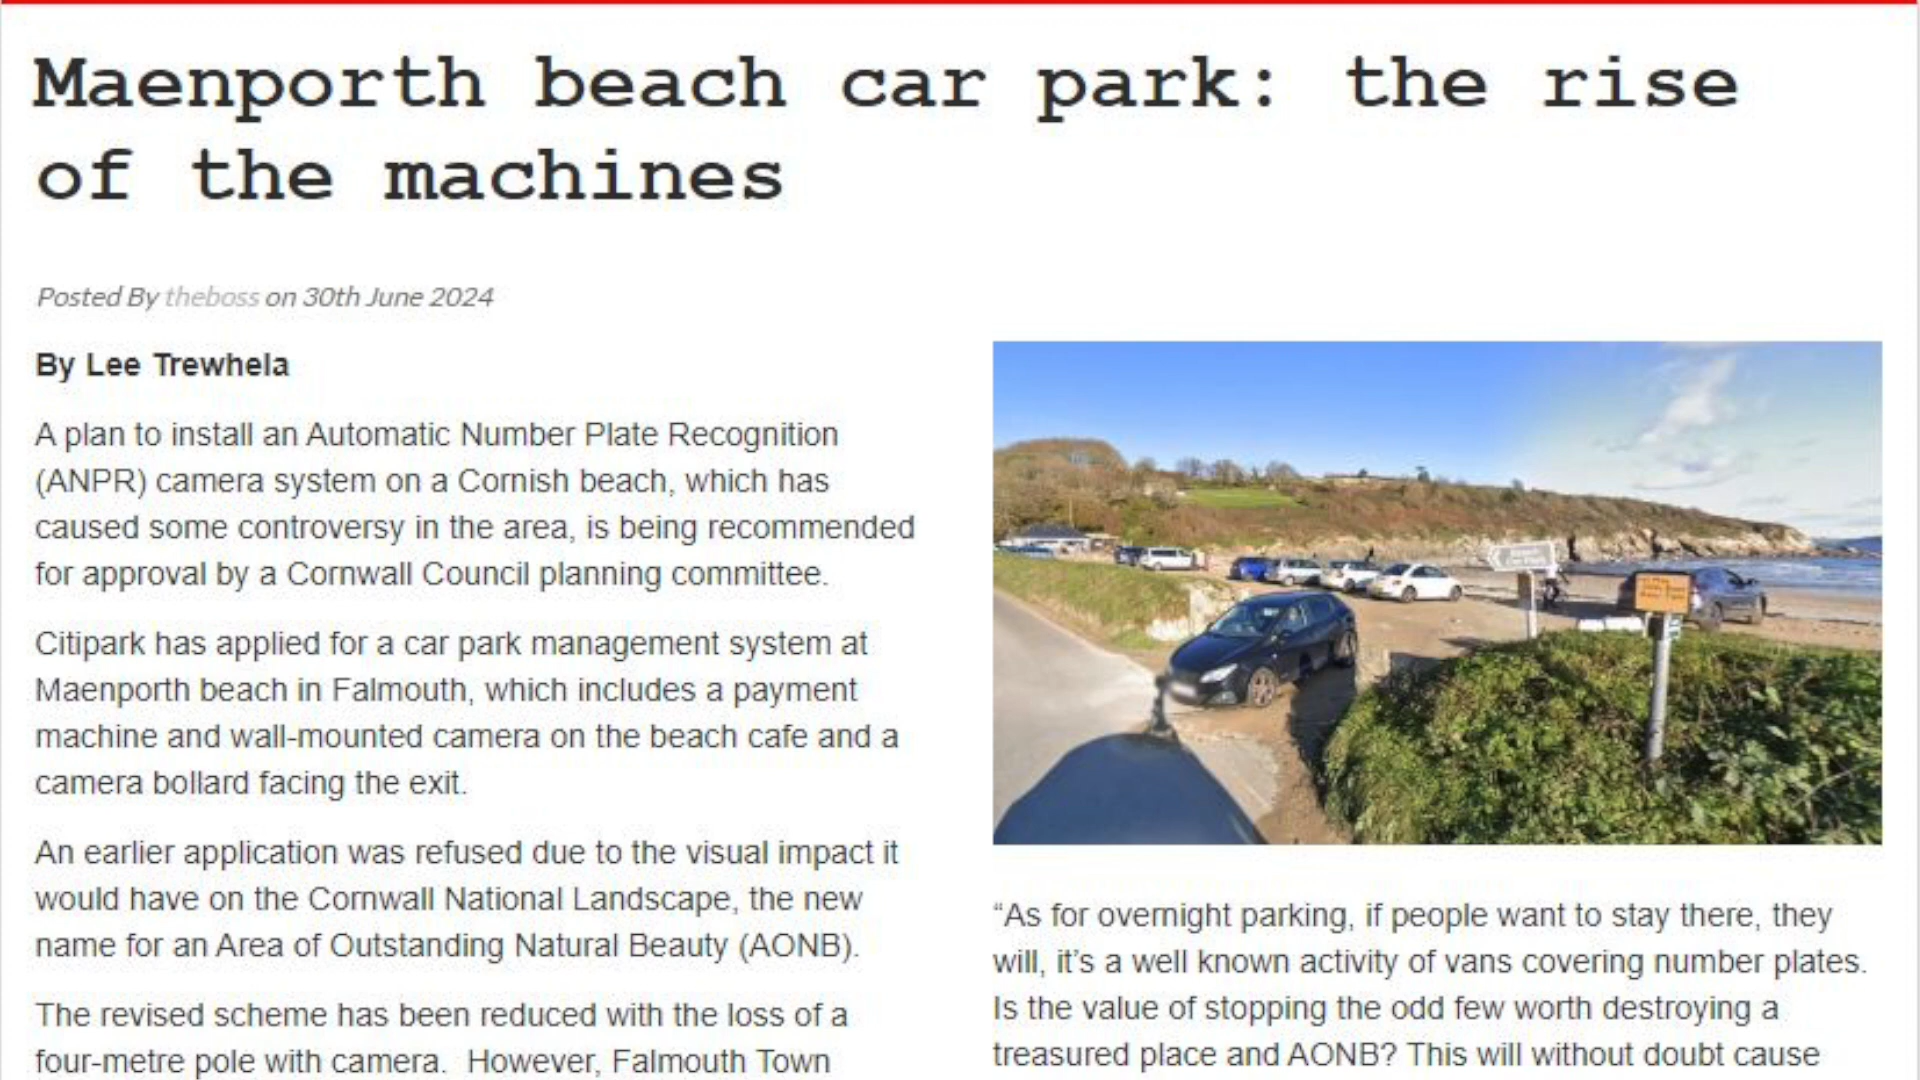 Maenporth beach car park: the rise
of the machines
Posted By theboss on 30th June 2024
By Lee Trewhela
A plan to install an Automatic Number Plate Recognition
(ANPR) camera system on a Cornish beach, which has
caused some controversy in the area, is being recommended
for approval by a Cornwall Council planning committee.
Citipark has applied for a car park management system at
Maenporth beach in Falmouth, which includes a payment
machine and wall-mounted camera on the beach cafe and a
camera bollard facing the exit.
An earlier application was refused due to the visual impact it
would have on the Cornwall National Landscape, the new
name for an Area of Outstanding Natural Beauty (AONB).
The revised scheme has been reduced with the loss of a
four-metre pole with camera.  However, Falmouth Town
“As for overnight parking, if people want to stay there, they
will, it’s a well known activity of vans covering number plates.
Is the value of stopping the odd few worth destroying a
treasured place and AONB? This will without doubt cause